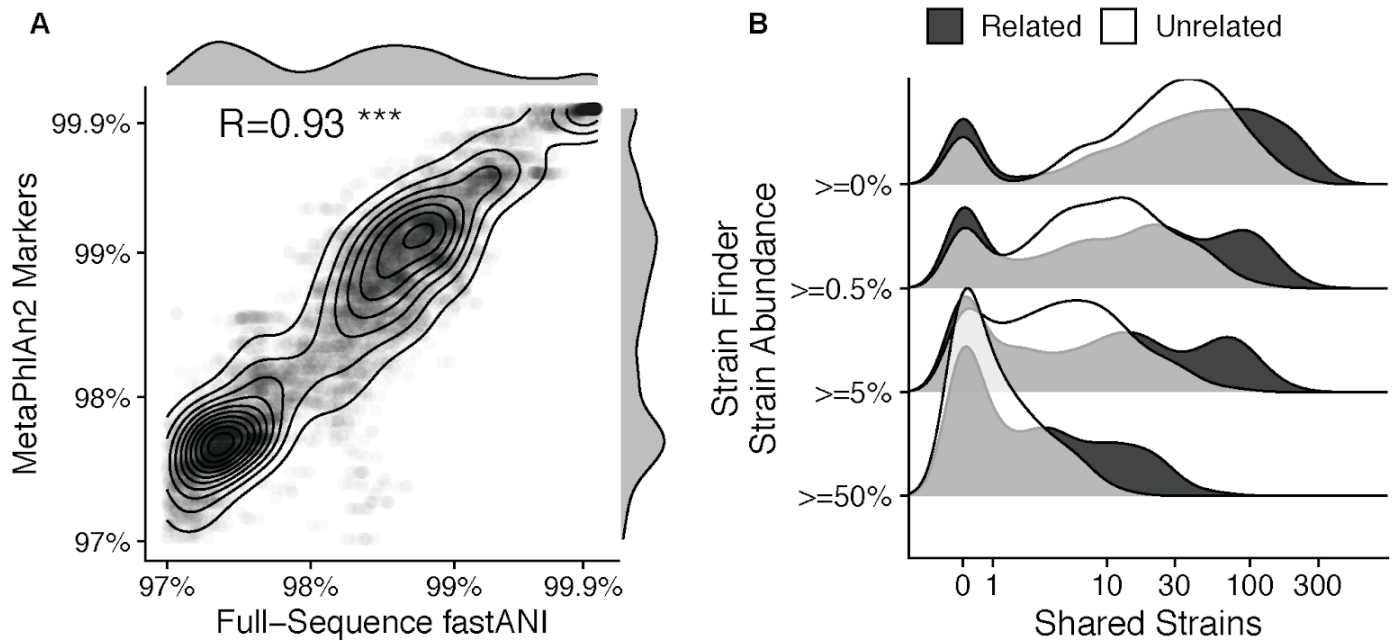 A
R=0.93 ***
99.9%
99%
98%
97%
MetaPhlAn2 Markers
97% 98% 99% 99.9%
Full−Sequence fastANI
B
Related Unrelated
Strain Finder
Strain Abundance
>=0%
>=0.5%
>=5%
>=50%
0 1 10 30 100 300
Shared Strains